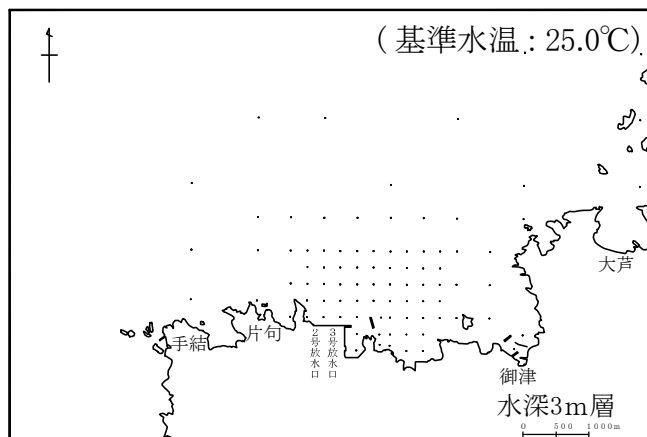 (基準水温:25.0℃)
大芦
手結
片句
2号放水口
3号放水口
御津
水深3m層
0 500 1000m